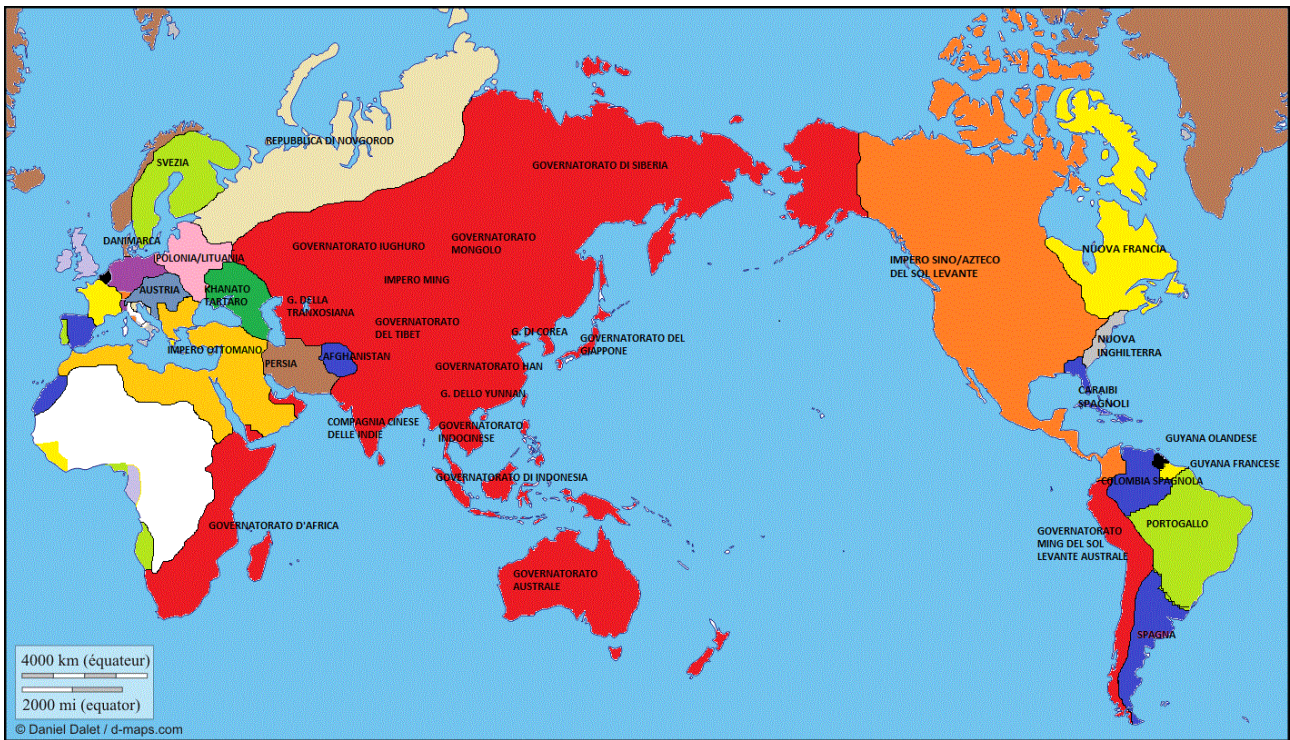 REPUBBLICA DI NOVGOROD
SVEZIA
GOVERNATORATO DI SIBERIA
DANIMARCA
POLONIA/LITUANIA
GOVERNATORATO IUGHURO
GOVERNATORATO
MONGOLO
IMPERO MING
AUSTRIA
KHANATO
TARTARO
G. DELLA
TRANXOSIANA
GOVERNATORATO
DEL TIBET
G. DI COREA
GOVERNATORATO DEL
GIAPPONE
IMPERO OTTOMANO
PERSIA
AFGHANISTAN
GOVERNATORATO HAN
G. DELLO YUNNAN
COMPAGNIA CINESE
DELLE INDIE
GOVERNATORATO
INDOCINESE
GOVERNATORATO DI INDONESIA
GOVERNATORATO D'AFRICA
GOVERNATORATO
AUSTRALE
IMPERO SINO/AZTECO
DEL SOL LEVANTE
NUOVA FRANCIA
NUOVA
INGHILTERRA
CARAIBI
SPAGNOLI
GUYANA OLANDESE
GUYANA FRANCESE
COLOMBIA SPAGNOLA
PORTOGALLO
GOVERNATORATO
MING DEL SOL
LEVANTE AUSTRALE
SPAGNA
4000 km (équateur)
2000 mi (equator)
© Daniel Dalet / d-maps.com